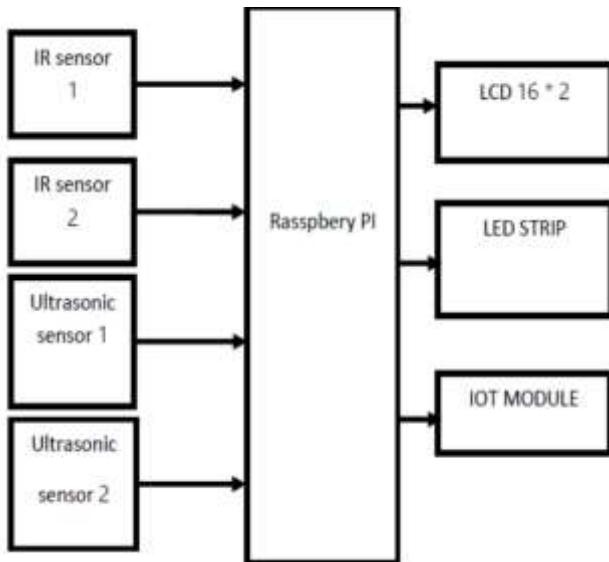 IR sensor
1
IR sensor
2
Ultrasonic
sensor 1
Ultrasonic
sensor 2
Rasspbery PI
LCD 16 * 2
LED STRIP
IOT MODULE